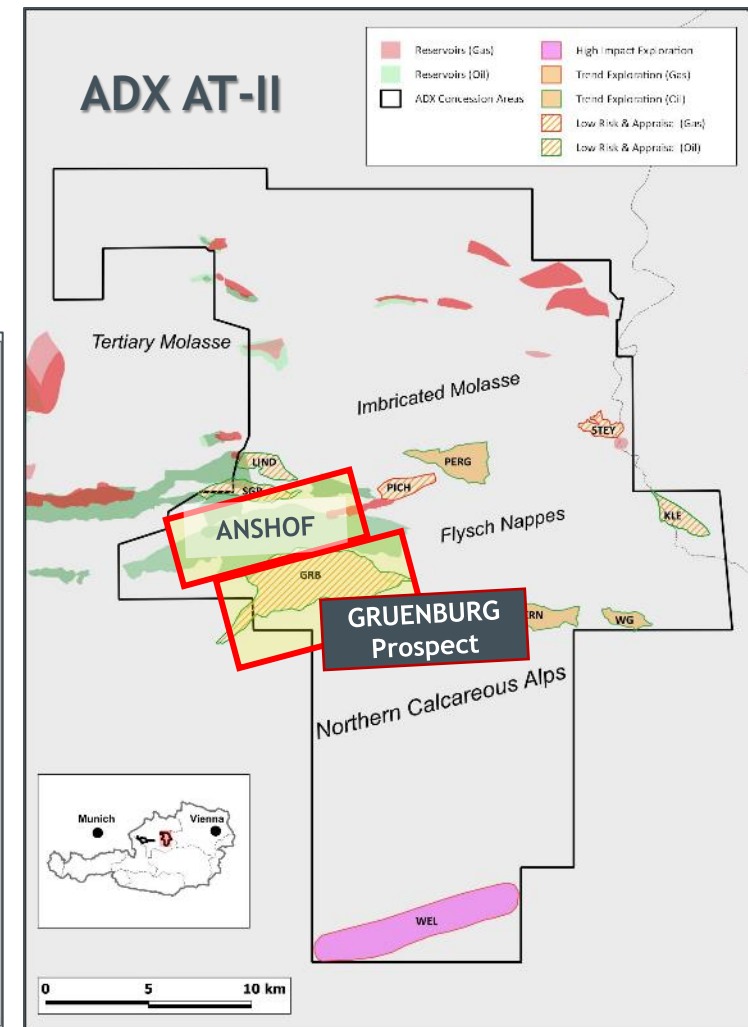 ADX AT-II
Reservoirs (Gas)
Reservoirs (Oil)
ADX Concession Areas
High Impact Exploration
Trend Exploration (Gas)
Trend Exploration (Oil)
Low Risk & Appraisal (Gas)
Low Risk & Appraisal (Oil)
Tertiary Molasse
Imbricated Molasse
STEY
LIND
PERG
SGB
PICH
KLE
ANSHOF
Flysch Nappes
GRB
GRUENBURG
Prospect
WG
Northern Calcareous Alps
Munich
Vienna
WEL
0 5 10 km